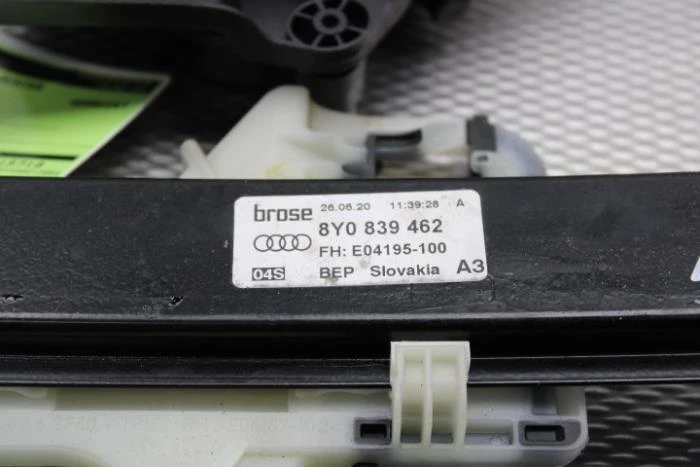 brose 26.06.20 11:39:28 A
8Y0 839 462
FH: E04195-100
04S BEP Slovakia A3